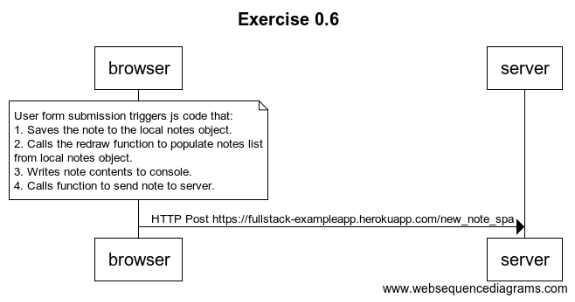 Exercise 0.6
browser
server
User form submission triggers js code that:
1. Saves the note to the local notes object.
2. Calls the redraw function to populate notes list
from local notes object.
3. Writes note contents to console.
4. Calls function to send note to server.
HTTP Post https://fullstack-exampleapp.herokuapp.com/new_note_spa
browser
server
www.websequencediagrams.com